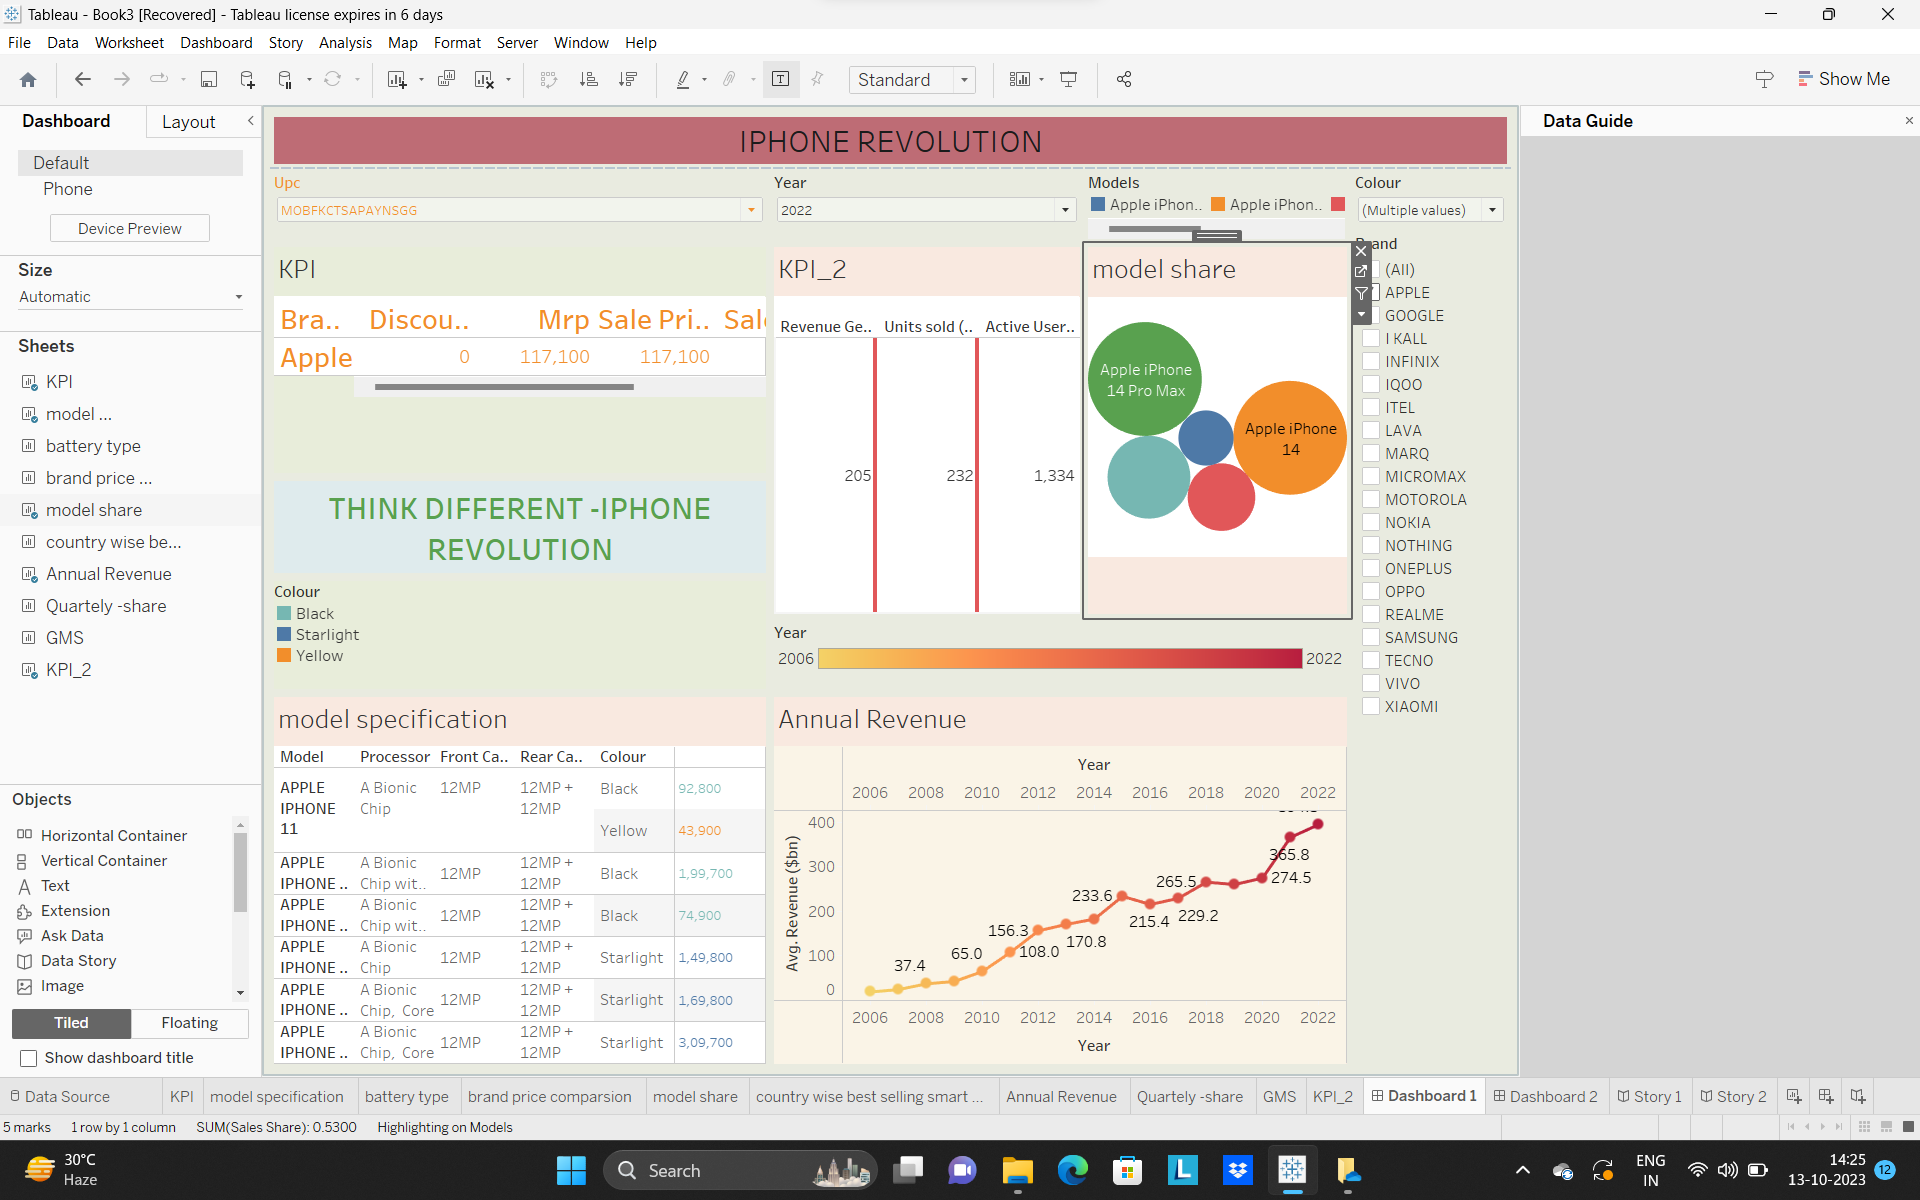 Tableau - Book3 [Recovered] - Tableau license expires in 6 days
File Data Worksheet Dashboard Story Analysis Map Format Server Window Help
Standard
Show Me
Dashboard
Layout
Default
Phone
Device Preview
Size
Automatic
Sheets
KPI
model ...
battery type
brand price ...
model share
country wise be...
Annual Revenue
Quartely -share
GMS
KPI_2
Objects
Horizontal Container
Vertical Container
Text
Extension
Ask Data
Data Story
Image
Tiled
Floating
Show dashboard title
IPHONE REVOLUTION
Upc
MOBFKCTSAPAYNSGG
Year
2022
Models
Apple iPhon.. Apple iPhon..
Colour
(Multiple values)
KPI
Bra.. Discou.. Mrp Sale Pri..
Apple 0 117,100 117,100
THINK DIFFERENT -IPHONE
REVOLUTION
Colour
Black
Starlight
Yellow
KPI_2
Revenue Ge.. Units sold (.. Active User..
205 232 1,334
model share
Apple iPhone
14 Pro Max
Apple iPhone
14
(All)
APPLE
GOOGLE
I KALL
INFINIX
IQOO
ITEL
LAVA
MARQ
MICROMAX
MOTOROLA
NOKIA
NOTHING
ONEPLUS
OPPO
REALME
SAMSUNG
TECNO
VIVO
XIAOMI
Year
2006 2022
model specification
Model Processor Front Ca.. Rear Ca.. Colour
APPLE A Bionic 12MP 12MP + Black 92,800
IPHONE Chip 12MP
11 Yellow 43,900
APPLE A Bionic 12MP 12MP + Black 1,99,700
IPHONE .. Chip wit.. 12MP
APPLE A Bionic 12MP 12MP + Black 74,900
IPHONE .. Chip wit.. 12MP
APPLE A Bionic 12MP 12MP + Starlight 1,49,800
IPHONE .. Chip 12MP
APPLE A Bionic 12MP 12MP + Starlight 1,69,800
IPHONE .. Chip, Core 12MP
APPLE A Bionic 12MP 12MP + Starlight 3,09,700
IPHONE .. Chip, Core 12MP
Annual Revenue
Year
2006 2008 2010 2012 2014 2016 2018 2020 2022
400
300
200
100
0
Avg. Revenue ($bn)
37.4
65.0
156.3
108.0
170.8
233.6
215.4
265.5
229.2
365.8
274.5
2006 2008 2010 2012 2014 2016 2018 2020 2022
Year
Data Guide
Data Source KPI model specification battery type brand price comparsion model share country wise best selling smart ... Annual Revenue Quartely -share GMS KPI_2 Dashboard 1 Dashboard 2 Story 1 Story 2
5 marks 1 row by 1 column SUM(Sales Share): 0.5300 Highlighting on Models
30°C
Haze
Search
ENG
IN
14:25
13-10-2023
12